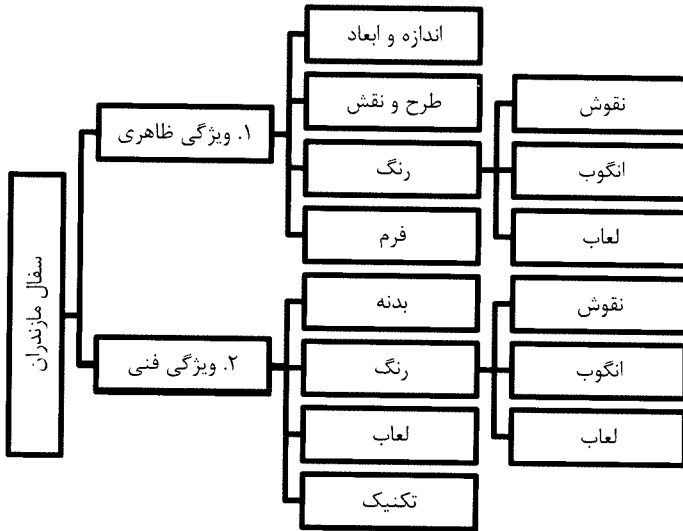 سفال مازندران
۱. ویژگی ظاهری
اندازه و ابعاد
طرح و نقش
رنگ
نقوش
انگوب
لعاب
فرم
۲. ویژگی فنی
بدنه
رنگ
نقوش
انگوب
لعاب
لعاب
تکنیک